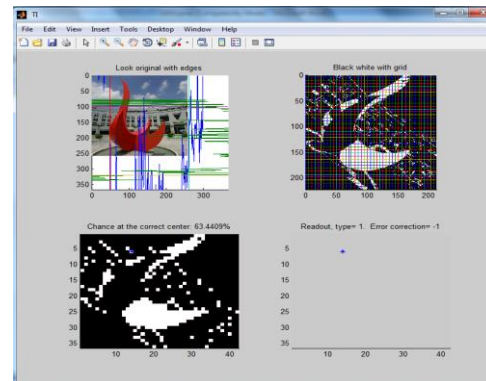 TI
File Edit View Insert Tools Desktop Window Help
Look original with edges
0
50
100
150
200
250
300
350
0 100 200 300
Black white with grid
0
50
100
150
200
0 50 100 150 200
Chance at the correct center: 63.4409%
5
10
15
20
25
30
35
10 20 30 40
Readout, type= 1. Error correction= -1
5
10
15
20
25
30
35
10 20 30 40